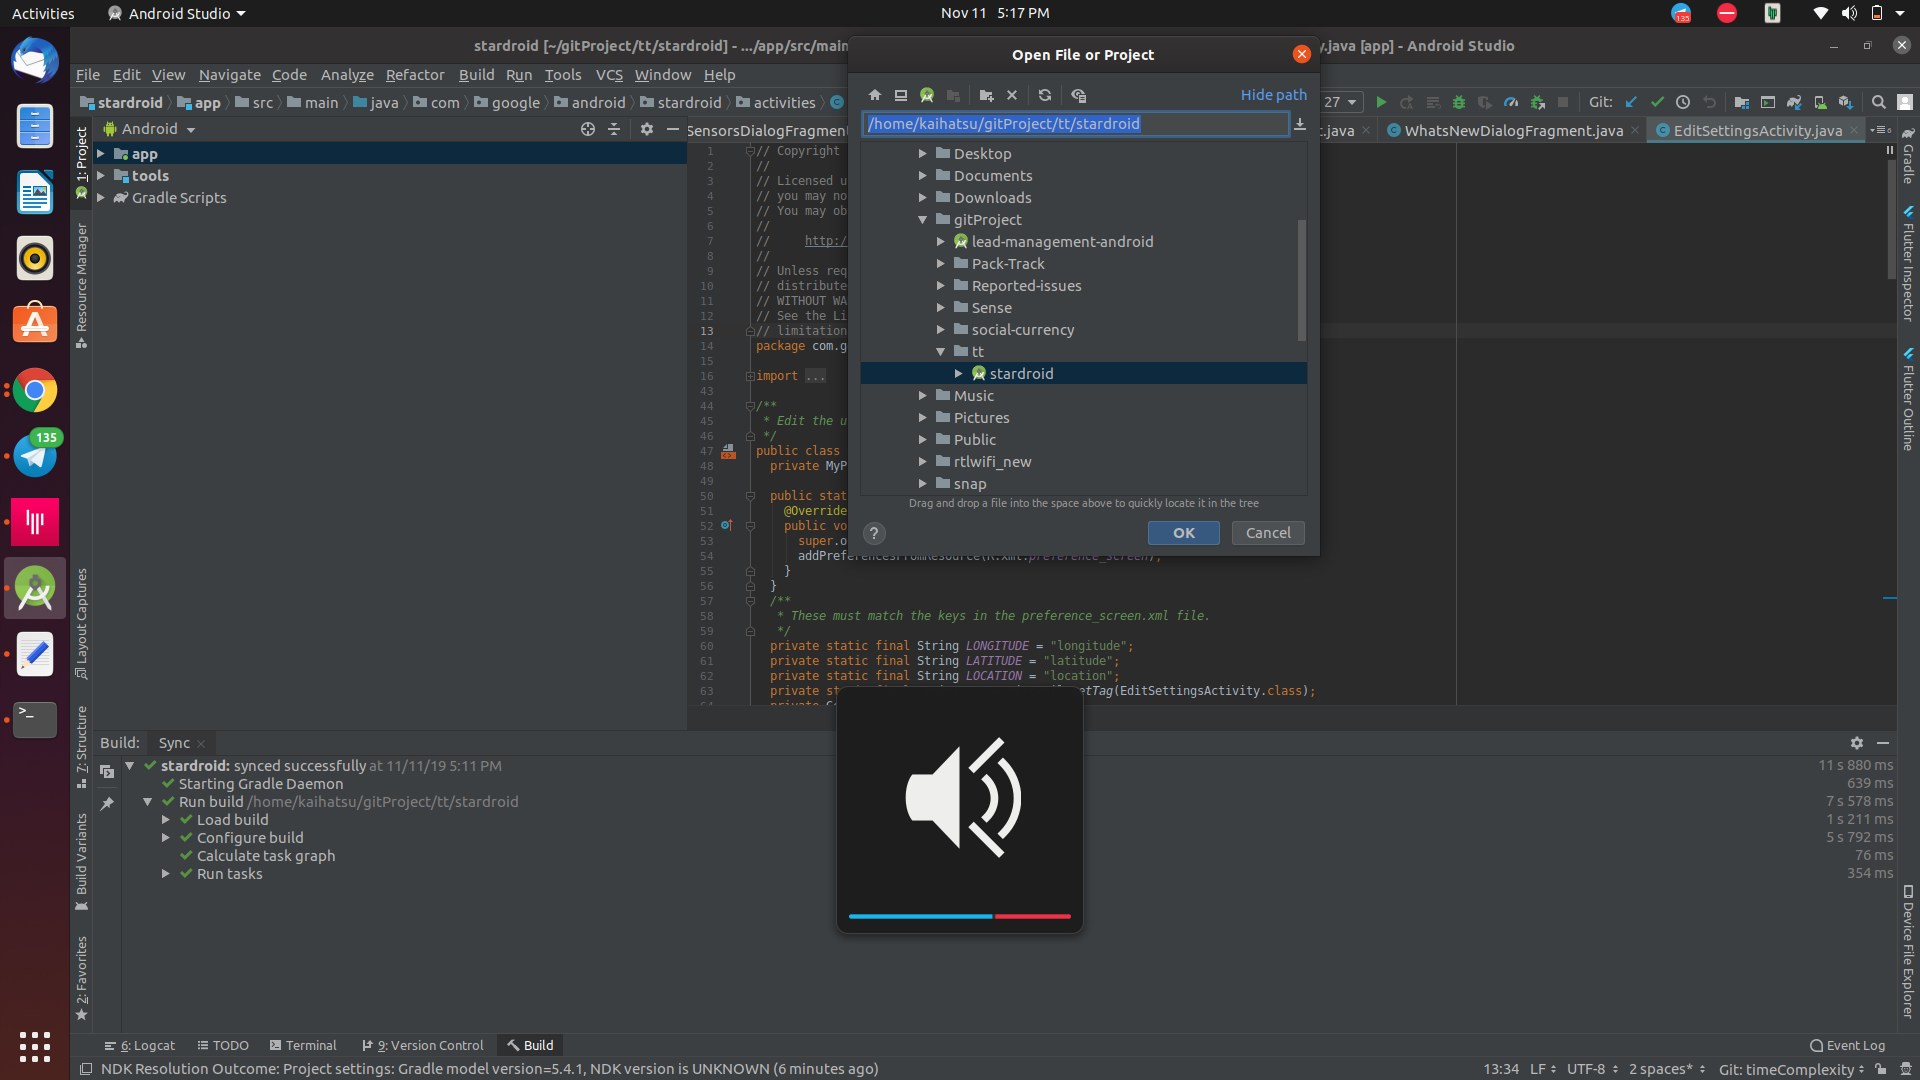 Activities
Android Studio
Nov 11 5:17 PM
135
stardroid [~/gitProject/tt/stardroid] - .../app/src/main
.java [app] - Android Studio
Open File or Project
File Edit View Navigate Code Analyze Refactor Build Run Tools VCS Window Help
stardroid app src main java com google android stardroid activities
Hide path
27
Git:
/home/kaihatsu/gitProject/tt/stardroid
1: Project
Android
SensorsDialogFragment
.java
WhatsNewDialogFragment.java
EditSettingsActivity.java
app
tools
Gradle Scripts
Desktop
Documents
Downloads
gitProject
lead-management-android
Pack-Track
Reported-issues
Sense
social-currency
tt
stardroid
Music
Pictures
Public
rtlwifi_new
snap
Drag and drop a file into the space above to quickly locate it in the tree
?
OK
Cancel
1 // Copyright
2 //
3 // Licensed u
4 // you may no
5 // You may ob
6 //
7 // http:/
8 //
9 // Unless req
10 // distribute
11 // WITHOUT WA
12 // See the Li
13 // limitation
14 package com.g
15
16 import ...
43
44 /**
45 * Edit the u
46 */
47 public class
48 private MyP
49
50 public stat
51 @Override
52 public vo
53 super.o
54 addPreferencesFromResource(R.xml.preference_screen);
55 }
56 }
57 /**
58 * These must match the keys in the preference_screen.xml file.
59 */
60 private static final String LONGITUDE = "longitude";
61 private static final String LATITUDE = "latitude";
62 private static final String LOCATION = "location";
63 private st
etTag(EditSettingsActivity.class);
Resource Manager
Layout Captures
7: Structure
Build Variants
2: Favorites
Gradle
Flutter Inspector
Flutter Outline
Device File Explorer
135
Build: Sync
stardroid: synced successfully at 11/11/19 5:11 PM 11 s 880 ms
Starting Gradle Daemon 639 ms
Run build /home/kaihatsu/gitProject/tt/stardroid 7 s 578 ms
Load build 1 s 211 ms
Configure build 5 s 792 ms
Calculate task graph 76 ms
Run tasks 354 ms
6: Logcat TODO Terminal 9: Version Control Build
Event Log
NDK Resolution Outcome: Project settings: Gradle model version=5.4.1, NDK version is UNKNOWN (6 minutes ago)
13:34 LF UTF-8 2 spaces* Git: timeComplexity